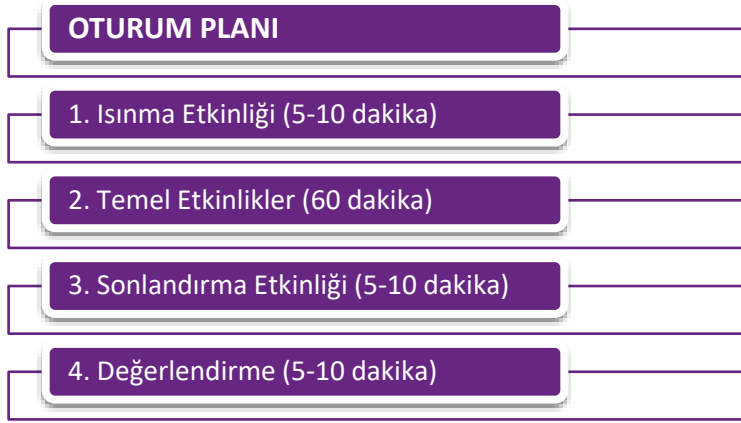 OTURUM PLANI
1. Isınma Etkinliği (5-10 dakika)
2. Temel Etkinlikler (60 dakika)
3. Sonlandırma Etkinliği (5-10 dakika)
4. Değerlendirme (5-10 dakika)